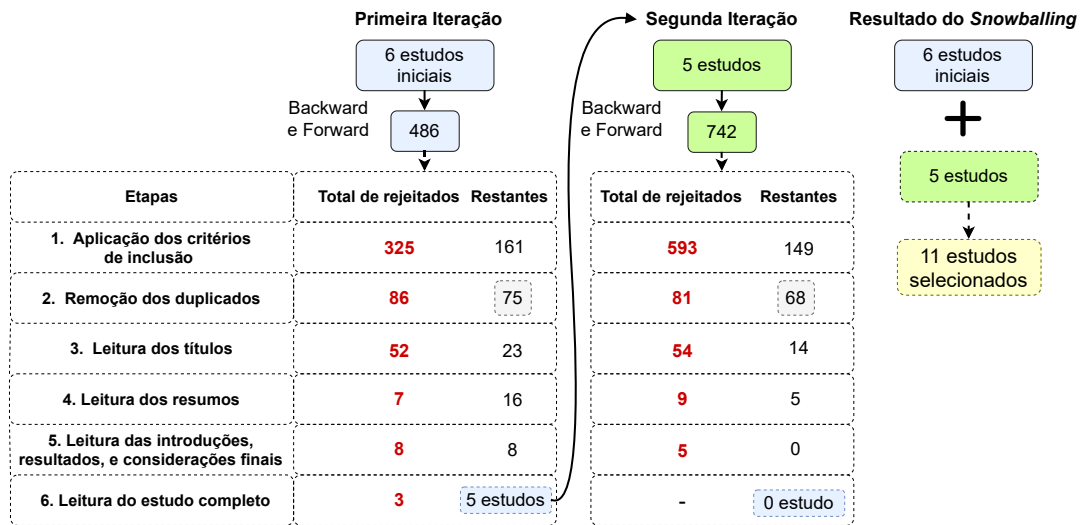 Primeira Iteração
Segunda Iteração
Resultado do Snowballing
6 estudos
iniciais
5 estudos
6 estudos
iniciais
Backward
e Forward
486
Backward
e Forward
742
5 estudos
11 estudos
selecionados
Etapas
Total de rejeitados
Restantes
Total de rejeitados
Restantes
1. Aplicação dos critérios
de inclusão
325
161
593
149
2. Remoção dos duplicados
86
75
81
68
3. Leitura dos títulos
52
23
54
14
4. Leitura dos resumos
7
16
9
5
5. Leitura das introduções,
resultados, e considerações finais
8
8
5
0
6. Leitura do estudo completo
3
5 estudos
-
0 estudo